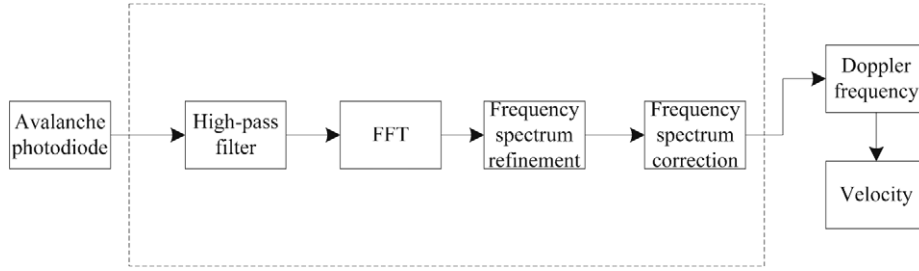 Avalanche
photodiode
High-pass
filter
FFT
Frequency
spectrum
refinement
Frequency
spectrum
correction
Doppler
frequency
Velocity